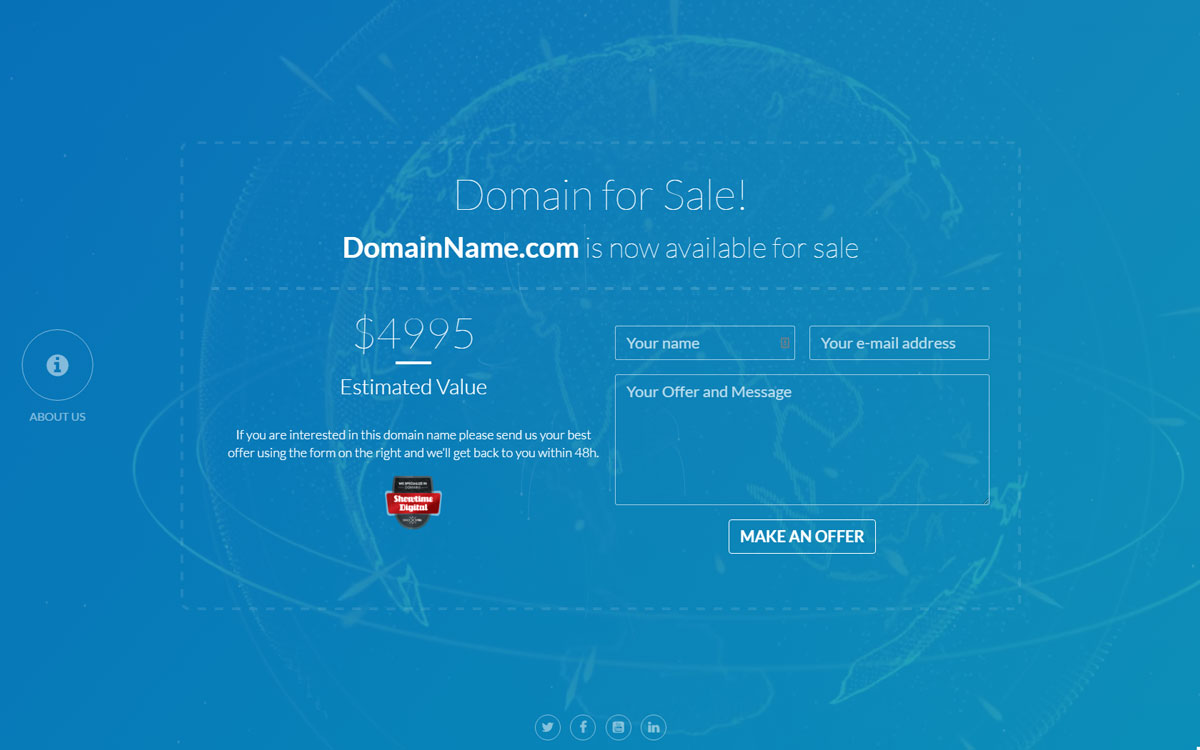 Domain for Sale!
DomainName.com is now available for sale
$4995
Estimated Value
If you are interested in this domain name please send us your best
offer using the form on the right and we'll get back to you within 48h.
Showtime
Digital
Your name
Your e-mail address
Your Offer and Message
MAKE AN OFFER
ABOUT US